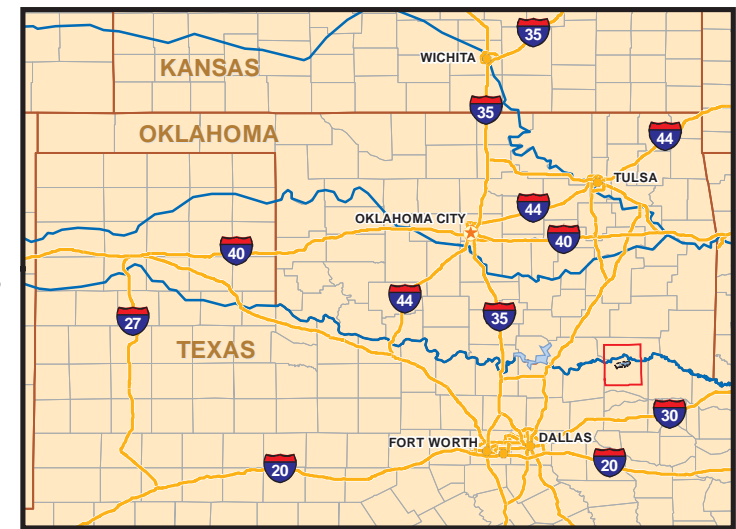 35
WICHITA
KANSAS
35
OKLAHOMA
44
TULSA
44
OKLAHOMA CITY
40
40
44
27
35
TEXAS
30
FORT WORTH
DALLAS
20
20